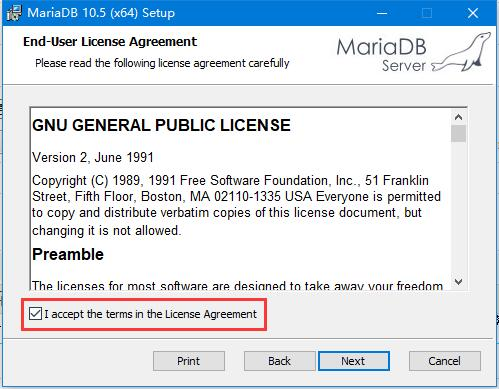 MariaDB 10.5 (x64) Setup
End-User License Agreement
Please read the following license agreement carefully
MariaDB
Server
GNU GENERAL PUBLIC LICENSE
Version 2, June 1991
Copyright (C) 1989, 1991 Free Software Foundation, Inc., 51 Franklin
Street, Fifth Floor, Boston, MA 02110-1335 USA Everyone is permitted
to copy and distribute verbatim copies of this license document, but
changing it is not allowed.
Preamble
The licenses for most software are designed to take away your freedom
I accept the terms in the License Agreement
Print
Back
Next
Cancel